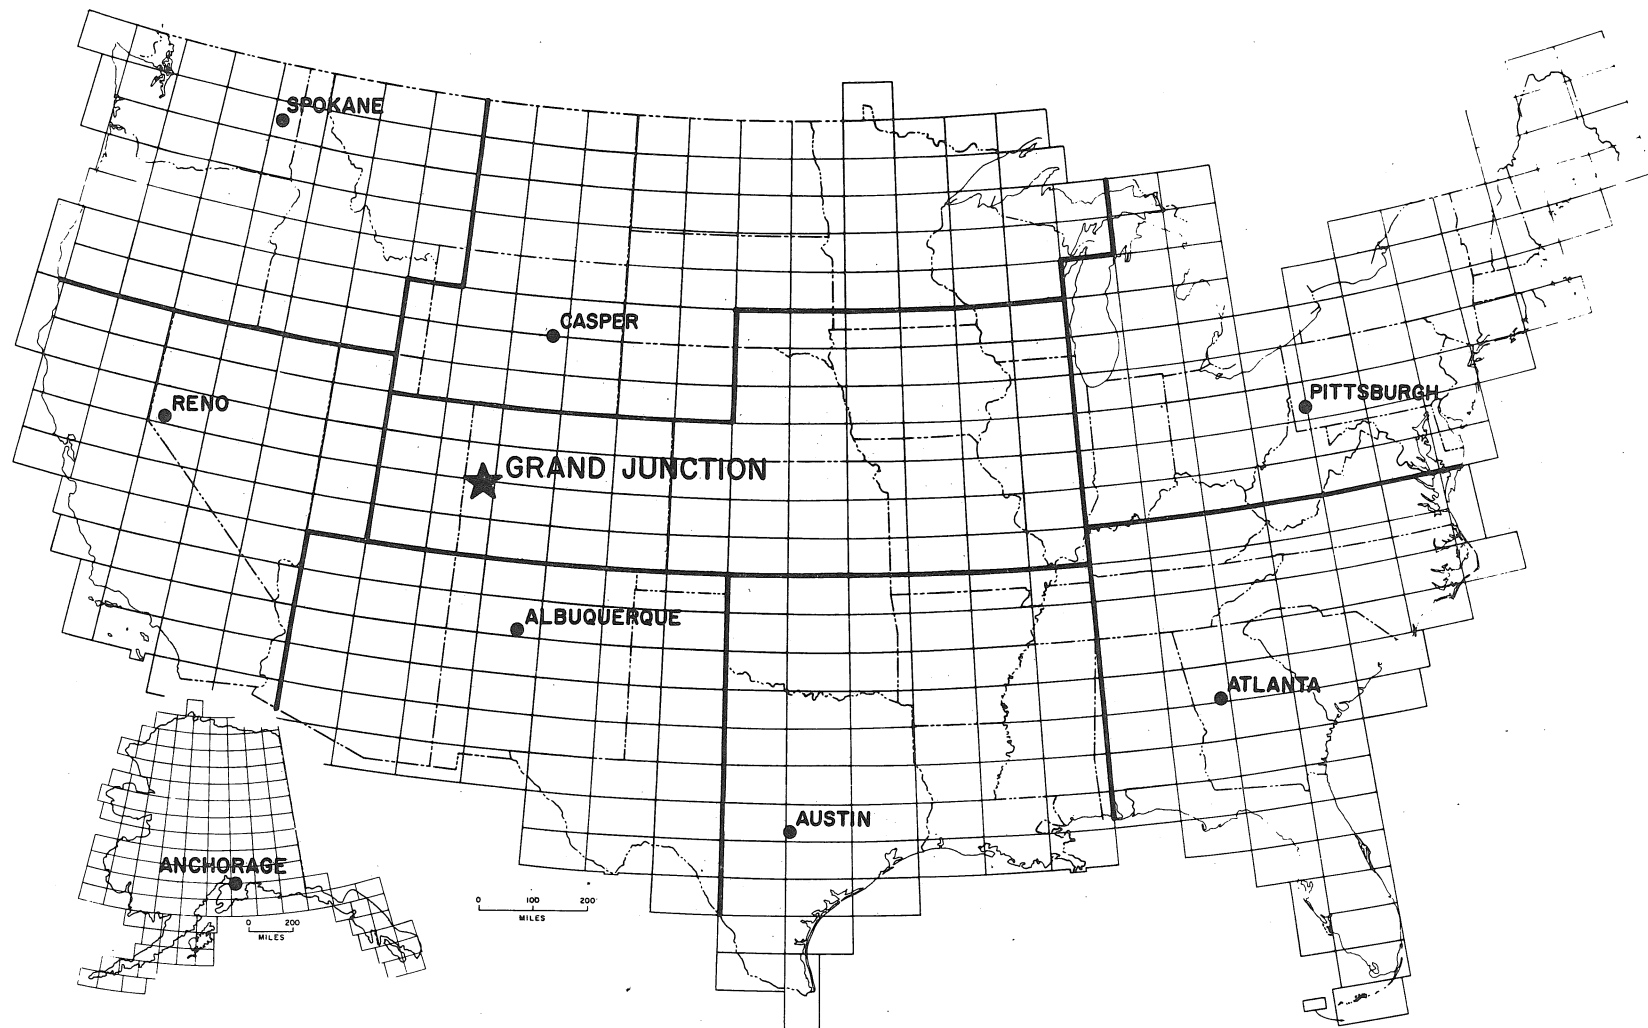 SPOKANE
CASPER
RENO
PITTSBURGH
GRAND JUNCTION
ALBUQUERQUE
ATLANTA
AUSTIN
ANCHORAGE
0 100 200
MILES
0 200
MILES